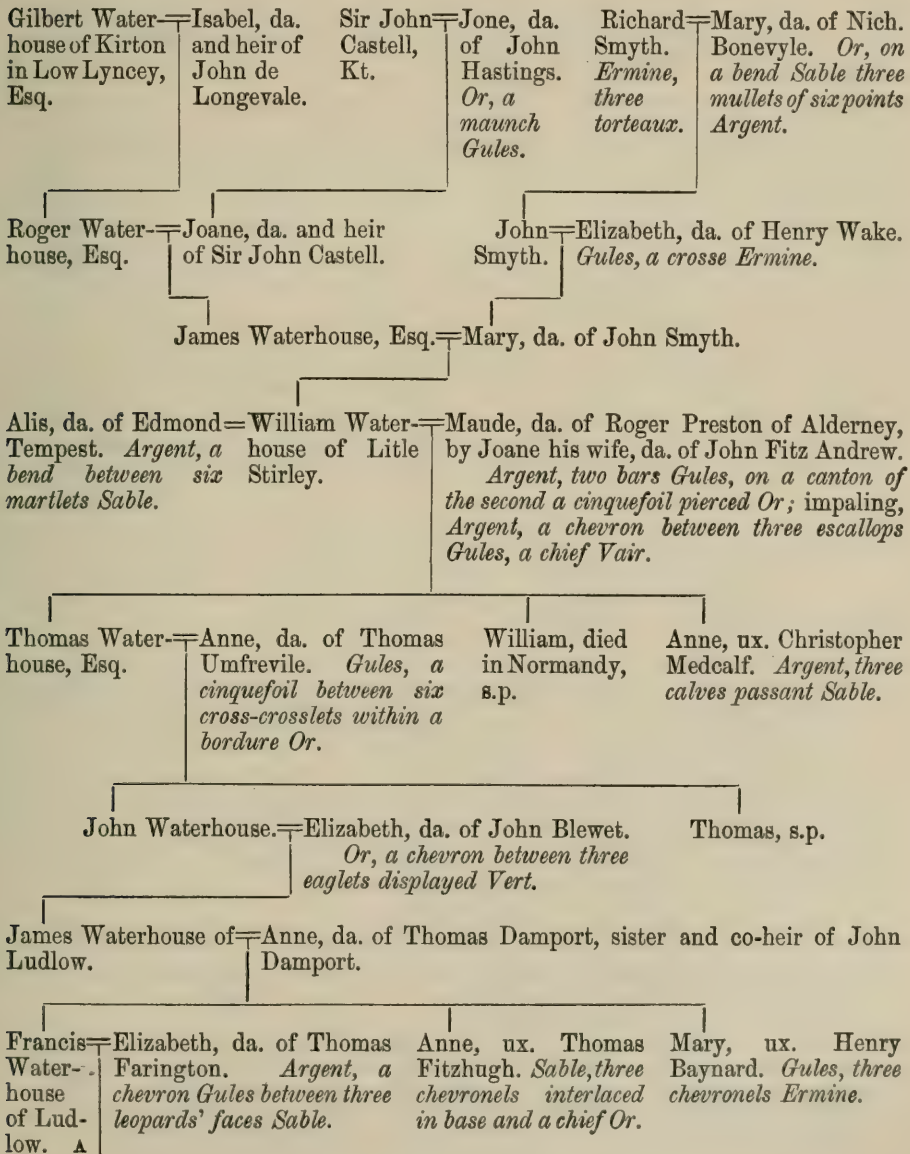 Gilbert Water-
house of Kirton
in Low Lyncey,
Esq.
Isabel, da.
and heir of
John de
Longevale.
Sir John
Castell,
Kt.
Jone, da.
of John
Hastings.
Or, a
maunch
Gules.
Richard
Smyth.
Ermine,
three
torteaux.
Mary, da. of Nich.
Bonevyle. Or, on
a bend Sable three
mullets of six points
Argent.
Roger Water-
house, Esq.
Joane, da. and heir
of Sir John Castell.
John
Smyth.
Elizabeth, da. of Henry Wake.
Gules, a crosse Ermine.
James Waterhouse, Esq.
Mary, da. of John Smyth.
Alis, da. of Edmond
Tempest. Argent, a
bend between six
martlets Sable.
William Water-
house of Litle
Stirley.
Maude, da. of Roger Preston of Alderney,
by Joane his wife, da. of John Fitz Andrew.
Argent, two bars Gules, on a canton of
the second a cinquefoil pierced Or; impaling,
Argent, a chevron between three escallops
Gules, a chief Vair.
Thomas Water-
house, Esq.
Anne, da. of Thomas
Umfrevile. Gules, a
cinquefoil between six
cross-crosslets within a
bordure Or.
William, died
in Normandy,
s.p.
Anne, ux. Christopher
Medcalf. Argent, three
calves passant Sable.
John Waterhouse.
Elizabeth, da. of John Blewet.
Or, a chevron between three
eaglets displayed Vert.
Thomas, s.p.
James Waterhouse of
Ludlow.
Anne, da. of Thomas Damport, sister and co-heir of John
Damport.
Francis
Water-
house
of Lud-
low. A
Elizabeth, da. of Thomas
Farington. Argent, a
chevron Gules between three
leopards' faces Sable.
Anne, ux. Thomas
Fitzhugh. Sable, three
chevronels interlaced
in base and a chief Or.
Mary, ux. Henry
Baynard. Gules, three
chevronels Ermine.